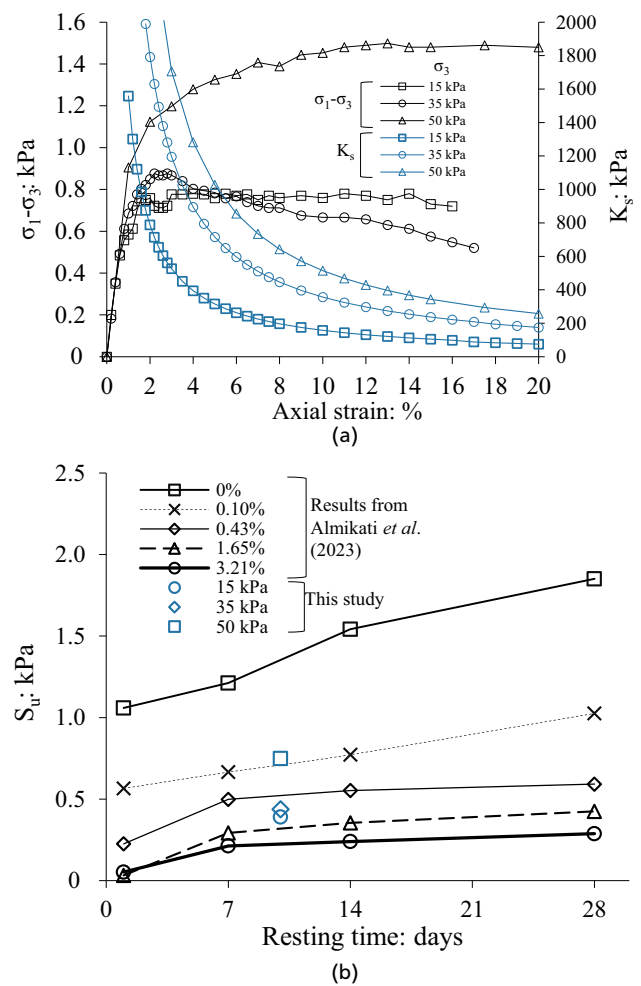 σ₁-σ₃: kPa
1.6
1.4
1.2
1.0
0.8
0.6
0.4
0.2
0
2000
1800
1600
1400
1200
1000
800
600
400
200
0
Kₛ: kPa
σ₃
σ₁-σ₃
15 kPa
35 kPa
50 kPa
Kₛ
15 kPa
35 kPa
50 kPa
0 2 4 6 8 10 12 14 16 18 20
Axial strain: %
(a)
Sᵤ: kPa
2.5
2.0
1.5
1.0
0.5
0
0%
0.10%
0.43%
1.65%
3.21%
Results from
Almikati et al.
(2023)
15 kPa
35 kPa
50 kPa
This study
0 7 14 21 28
Resting time: days
(b)